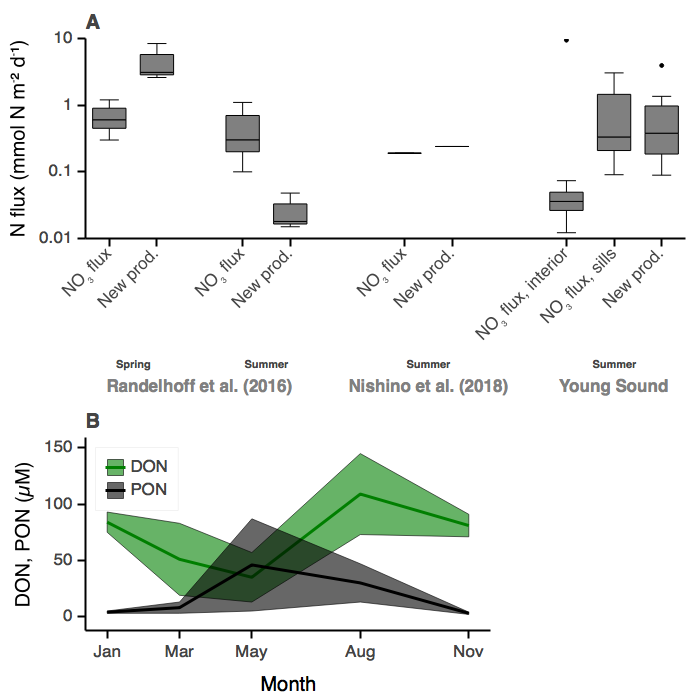 A
N flux (mmol N m⁻² d⁻¹)
10
1
0.1
0.01
NO₃ flux
New prod.
NO₃ flux
New prod.
NO₃ flux
New prod.
NO₃ flux, interior
NO₃ flux, sills
New prod.
Spring Summer Summer Summer
Randelhoff et al. (2016) Nishino et al. (2018) Young Sound
B
DON, PON (µM)
150
100
50
0
DON
PON
Jan Mar May Aug Nov
Month